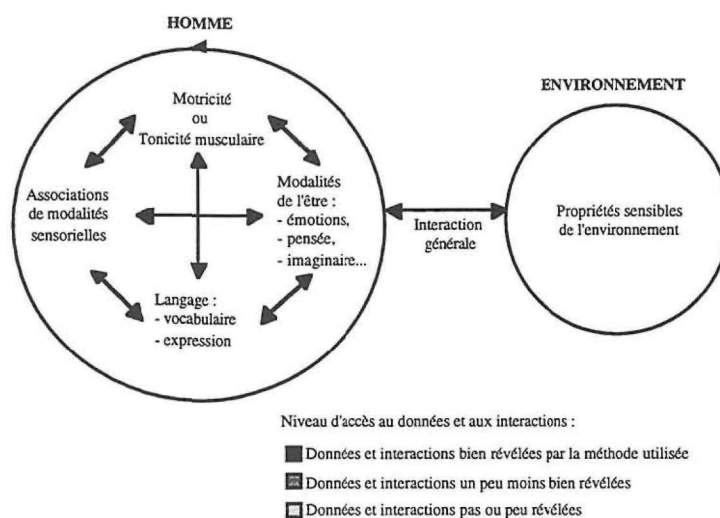 HOMME
Motricité
ou
Tonicité musculaire
Associations
de modalités
sensorielles
Modalités
de l'être :
- émotions,
- pensée,
- imaginaire...
Langage :
- vocabulaire
- expression
Interaction
générale
ENVIRONNEMENT
Propriétés sensibles
de l'environnement
Niveau d'accès au données et aux interactions :
Données et interactions bien révélées par la méthode utilisée
Données et interactions un peu moins bien révélées
Données et interactions pas ou peu révélées